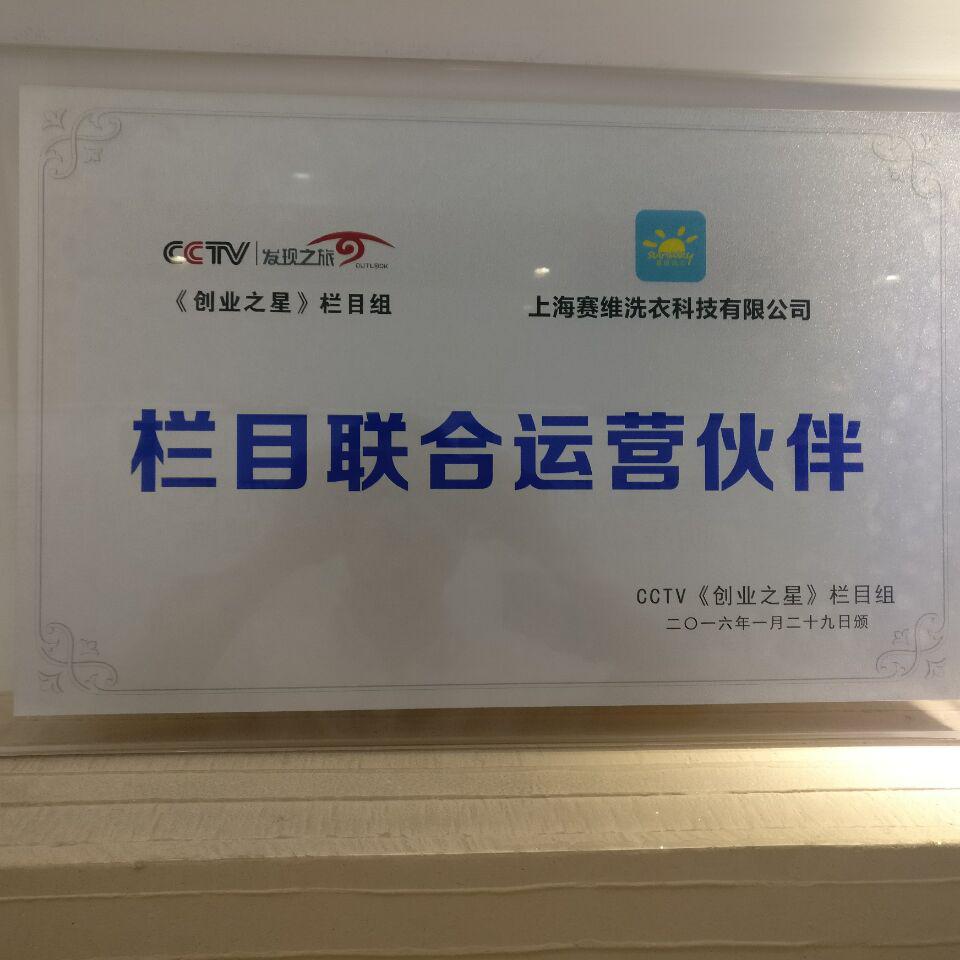 CCTV 发现之旅
OUTLOOK
《创业之星》栏目组
上海赛维洗衣科技有限公司
栏目联合运营伙伴
CCTV《创业之星》栏目组
二〇一六年一月二十九日颁